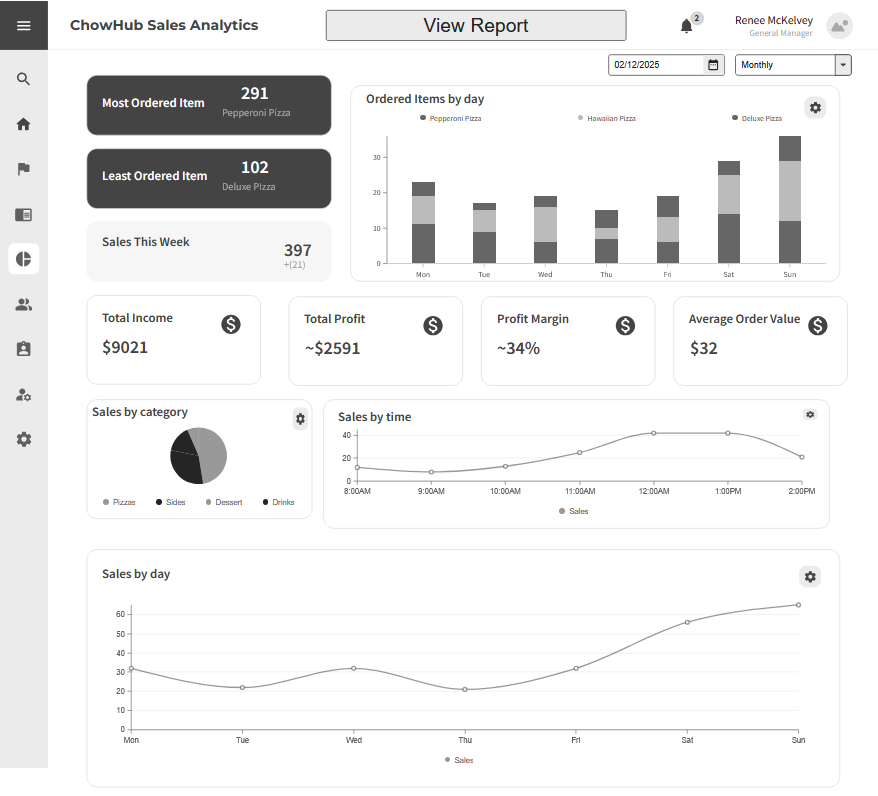 ChowHub Sales Analytics
View Report
2
Renee McKelvey
General Manager
02/12/2025
Monthly
Most Ordered Item
291
Pepperoni Pizza
Least Ordered Item
102
Deluxe Pizza
Sales This Week
397
+(21)
Ordered Items by day
Pepperoni Pizza
Hawaiian Pizza
Deluxe Pizza
30
20
10
0
Mon Tue Wed Thu Fri Sat Sun
Total Income
$9021
Total Profit
~$2591
Profit Margin
~34%
Average Order Value
$32
Sales by category
Pizzas Sides Dessert Drinks
Sales by time
40
20
0
8:00AM 9:00AM 10:00AM 11:00AM 12:00AM 1:00PM 2:00PM
Sales
Sales by day
60
50
40
30
20
10
0
Mon Tue Wed Thu Fri Sat Sun
Sales